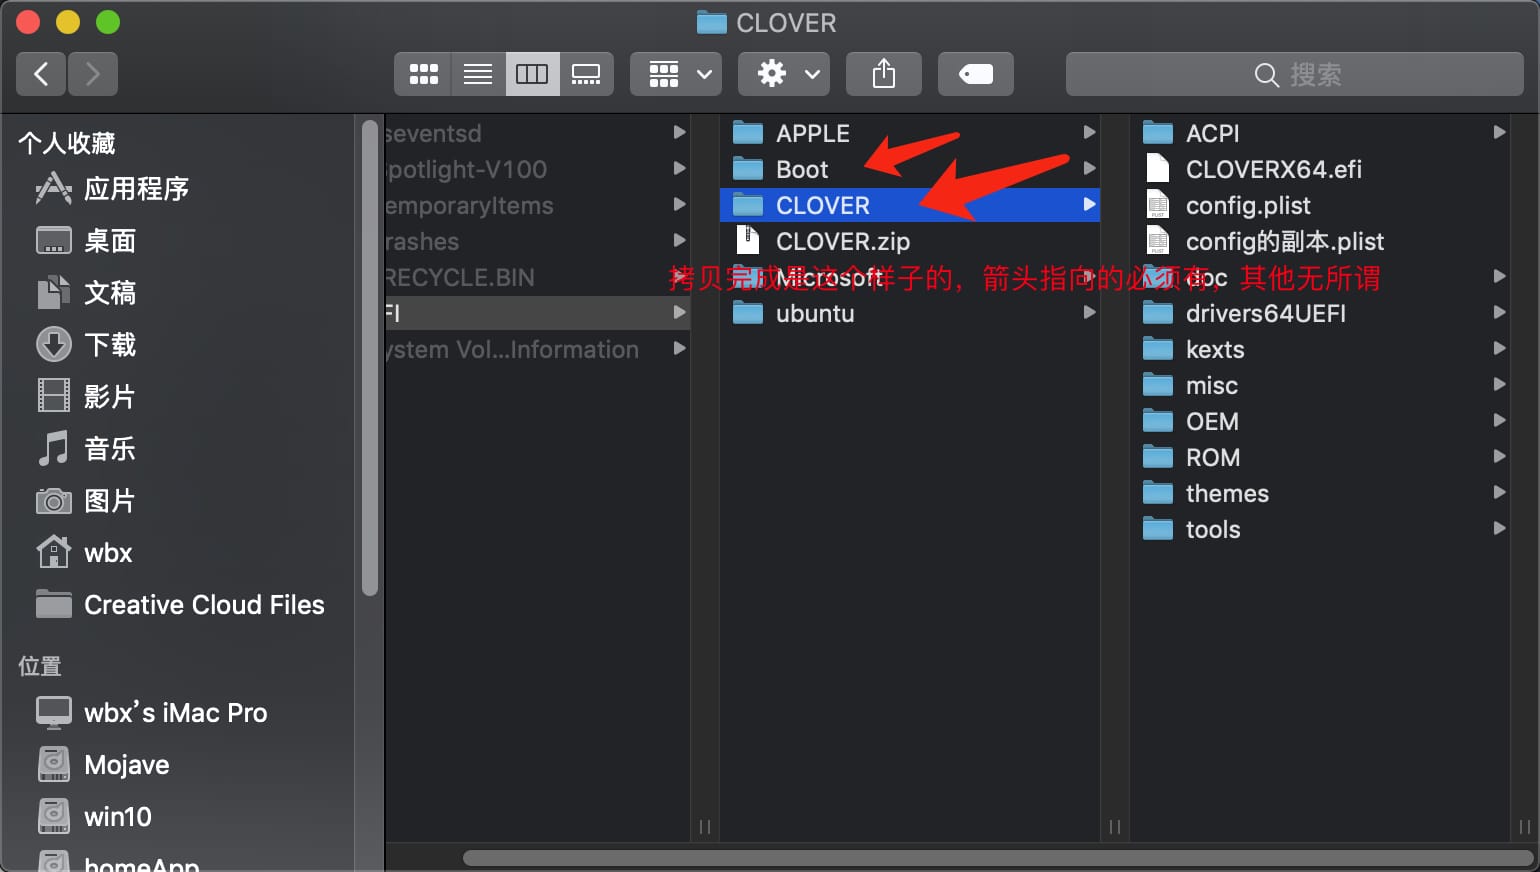 CLOVER
搜索
个人收藏
应用程序
桌面
文稿
下载
影片
音乐
图片
wbx
Creative Cloud Files
位置
wbx’s iMac Pro
Mojave
win10
homeApp
seventsd
potlight-V100
emporaryItems
rashes
RECYCLE.BIN
FI
ystem Vol...Information
APPLE
Boot
CLOVER
CLOVER.zip
Microsoft
ubuntu
拷贝完成是这个样子的，箭头指向的必须有，其他无所谓
ACPI
CLOVERX64.efi
config.plist
config的副本.plist
doc
drivers64UEFI
kexts
misc
OEM
ROM
themes
tools